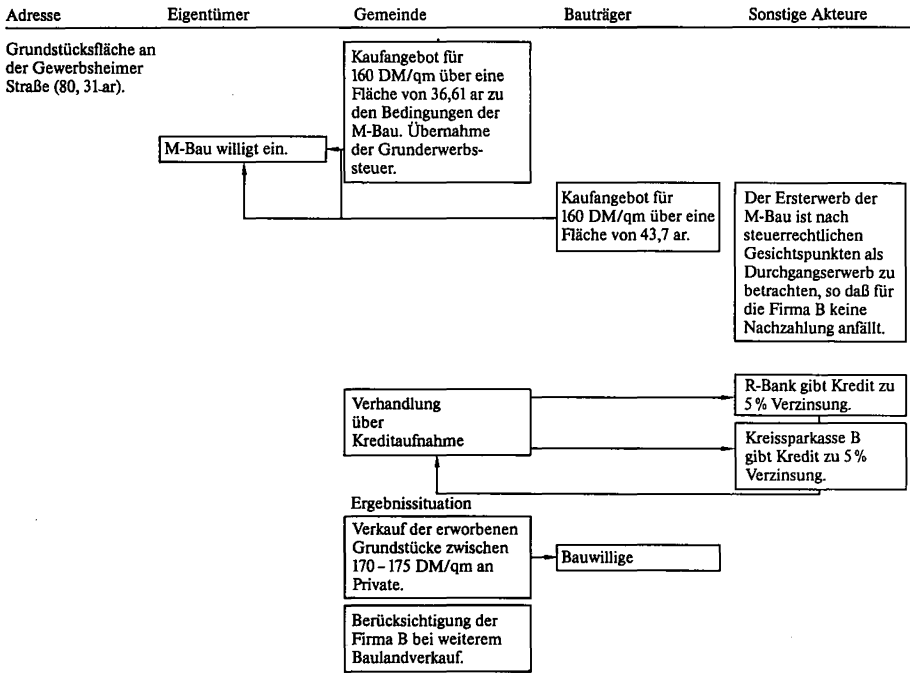 Adresse Eigentümer Gemeinde Bauträger Sonstige Akteure
Grundstücksfläche an
der Gewerbsheimer
Straße (80, 31 ar).
Kaufangebot für
160 DM/qm über eine
Fläche von 36,61 ar zu
den Bedingungen der
M-Bau. Übernahme
der Grunderwerbs-
steuer.
M-Bau willigt ein.
Kaufangebot für
160 DM/qm über eine
Fläche von 43,7 ar.
Der Ersterwerb der
M-Bau ist nach
steuerrechtlichen
Gesichtspunkten als
Durchgangserwerb zu
betrachten, so daß für
die Firma B keine
Nachzahlung anfällt.
Verhandlung
über
Kreditaufnahme
R-Bank gibt Kredit zu
5% Verzinsung.
Kreissparkasse B
gibt Kredit zu 5%
Verzinsung.
Ergebnissituation
Verkauf der erworbenen
Grundstücke zwischen
170–175 DM/qm an
Private.
Bauwillige
Berücksichtigung der
Firma B bei weiterem
Baulandverkauf.